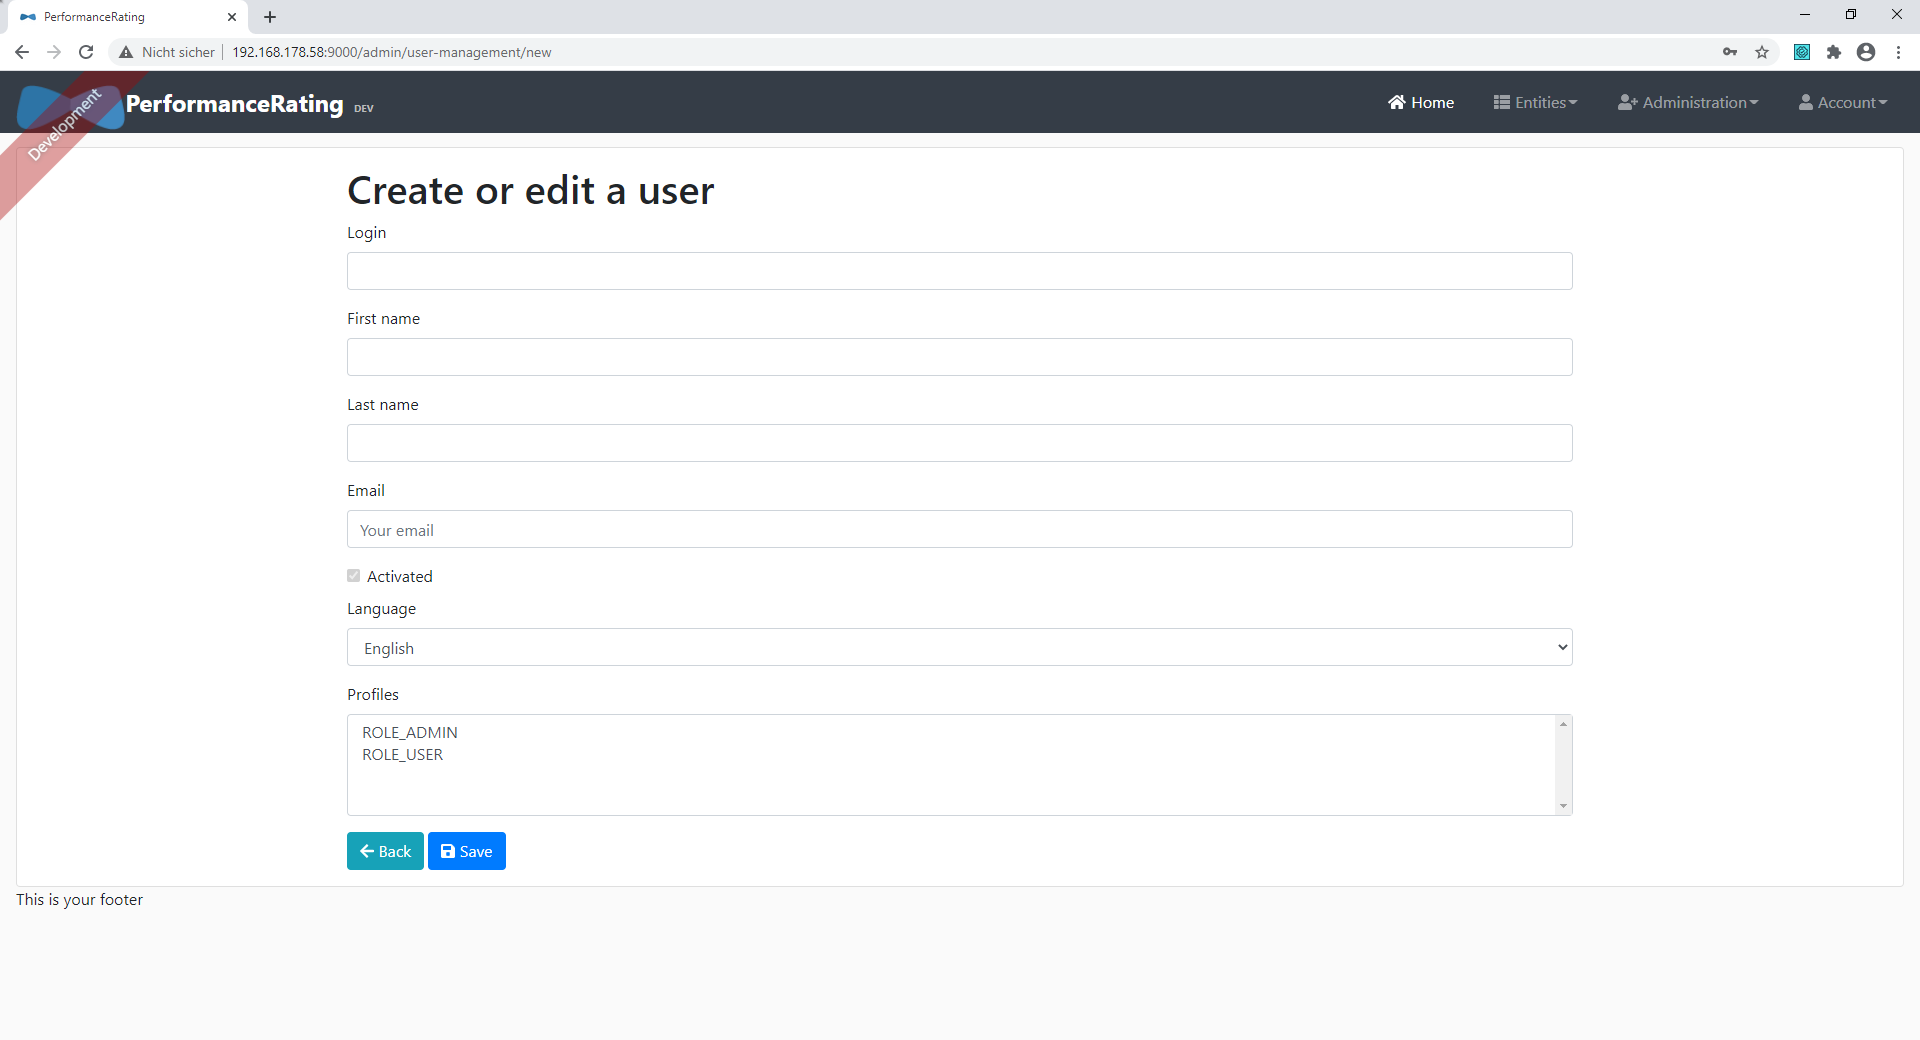 PerformanceRating
Nicht sicher 192.168.178.58:9000/admin/user-management/new
Development
PerformanceRating DEV
Home Entities Administration Account
Create or edit a user
Login
First name
Last name
Email
Your email
Activated
Language
English
Profiles
ROLE_ADMIN
ROLE_USER
Back Save
This is your footer